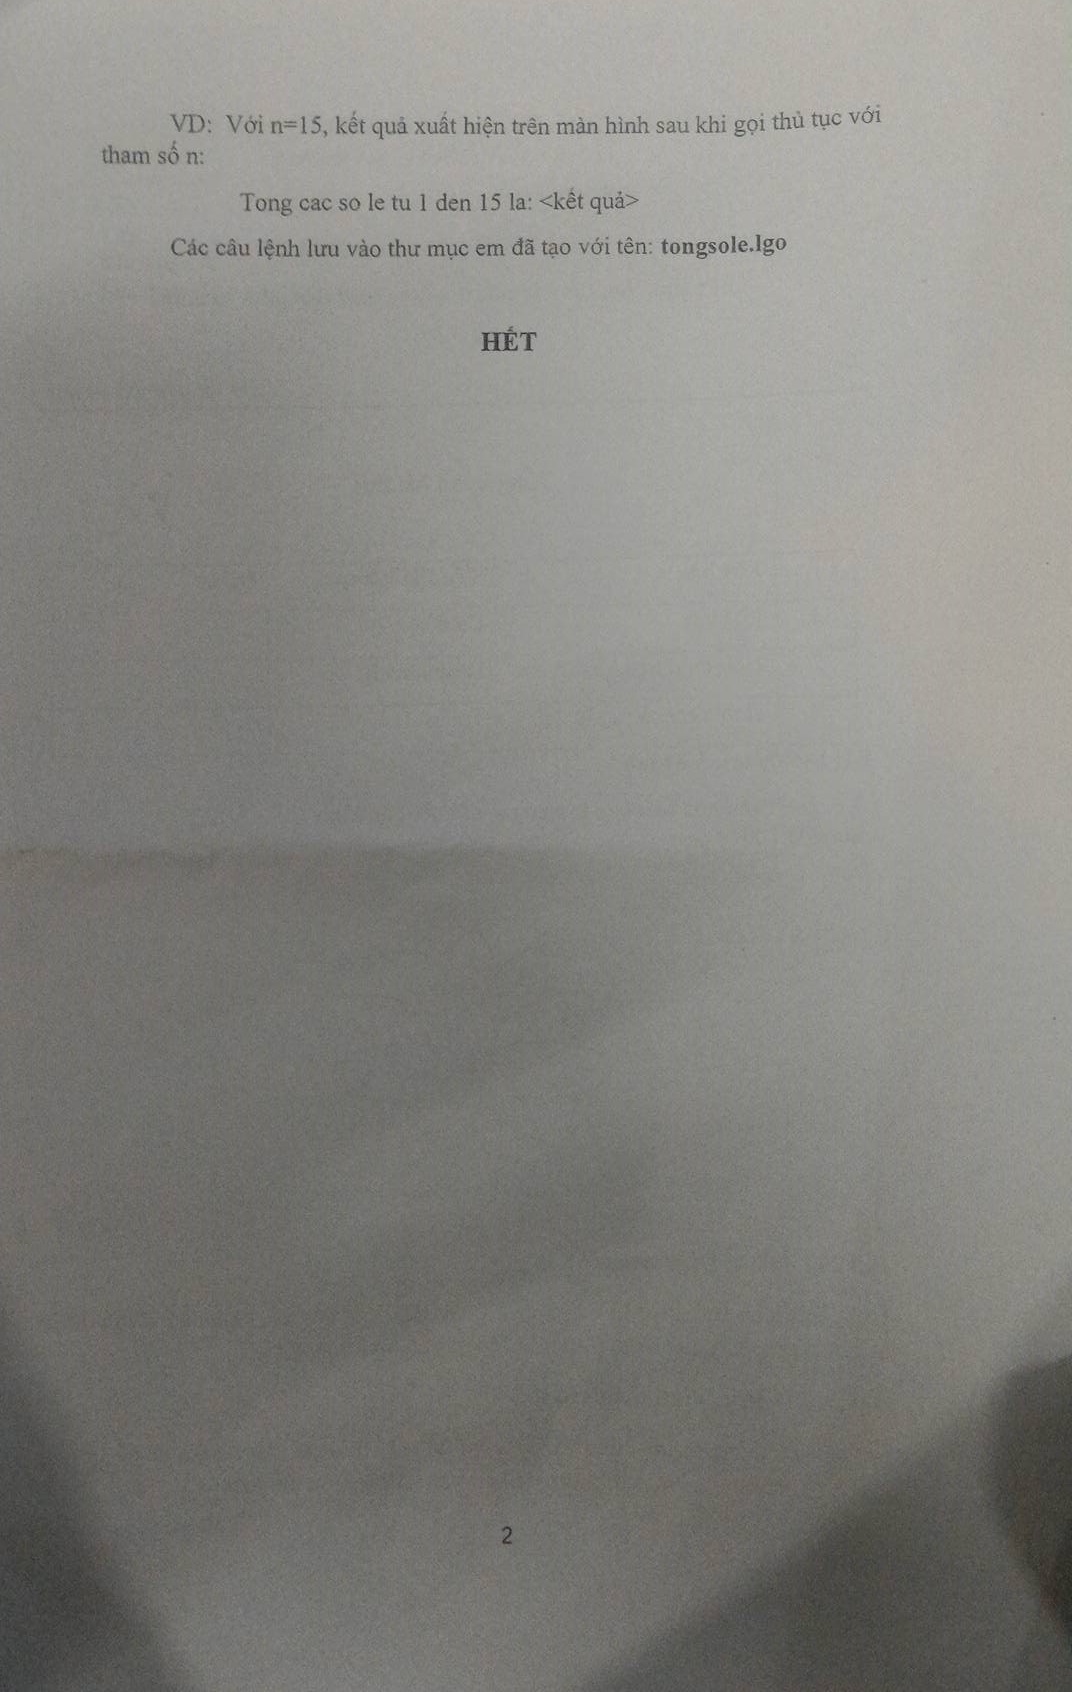 VD: Với n=15, kết quả xuất hiện trên màn hình sau khi gọi thủ tục với
tham số n:
Tong cac so le tu 1 den 15 la: <kết quả>
Các câu lệnh lưu vào thư mục em đã tạo với tên: tongsole.lgo
HẾT
2